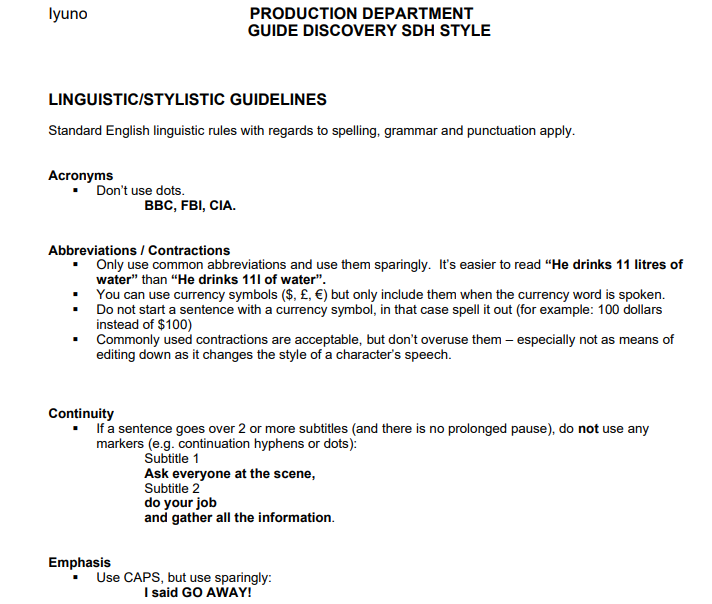 Iyuno PRODUCTION DEPARTMENT
GUIDE DISCOVERY SDH STYLE
LINGUISTIC/STYLISTIC GUIDELINES
Standard English linguistic rules with regards to spelling, grammar and punctuation apply.
Acronyms
▪ Don't use dots.
BBC, FBI, CIA.
Abbreviations / Contractions
▪ Only use common abbreviations and use them sparingly. It's easier to read “He drinks 11 litres of
water” than “He drinks 11l of water”.
▪ You can use currency symbols ($, £, €) but only include them when the currency word is spoken.
▪ Do not start a sentence with a currency symbol, in that case spell it out (for example: 100 dollars
instead of $100)
▪ Commonly used contractions are acceptable, but don't overuse them – especially not as means of
editing down as it changes the style of a character's speech.
Continuity
▪ If a sentence goes over 2 or more subtitles (and there is no prolonged pause), do not use any
markers (e.g. continuation hyphens or dots):
Subtitle 1
Ask everyone at the scene,
Subtitle 2
do your job
and gather all the information.
Emphasis
▪ Use CAPS, but use sparingly:
I said GO AWAY!